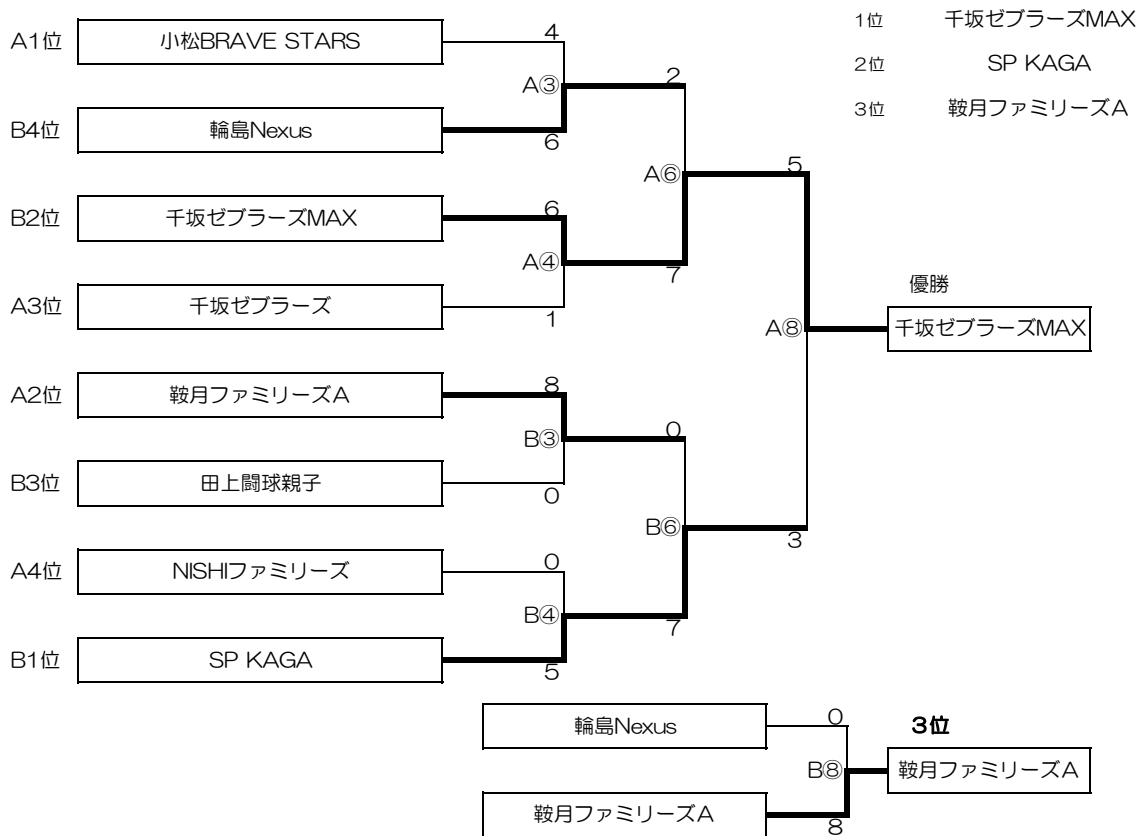 1位 千坂ゼブラーズMAX
A1位 小松BRAVE STARS 4
2位 SP KAGA
A③ 2
3位 鞍月ファミリーズA
B4位 輪島Nexus 6
A⑥ 5
B2位 千坂ゼブラーズMAX 6
A④ 7
優勝
A3位 千坂ゼブラーズ 1
A⑧ 千坂ゼブラーズMAX
A2位 鞍月ファミリーズA 8
B③ 0
B3位 田上闘球親子 0
B⑥ 3
A4位 NISHIファミリーズ 0
B④ 7
B1位 SP KAGA 5
輪島Nexus 0 3位
B⑧ 鞍月ファミリーズA
鞍月ファミリーズA 8